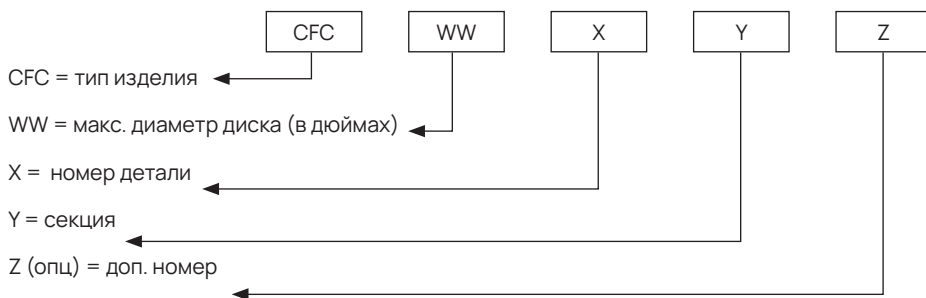 CFC WW X Y Z
CFC = тип изделия
WW = макс. диаметр диска (в дюймах)
X = номер детали
Y = секция
Z (опц) = доп. номер